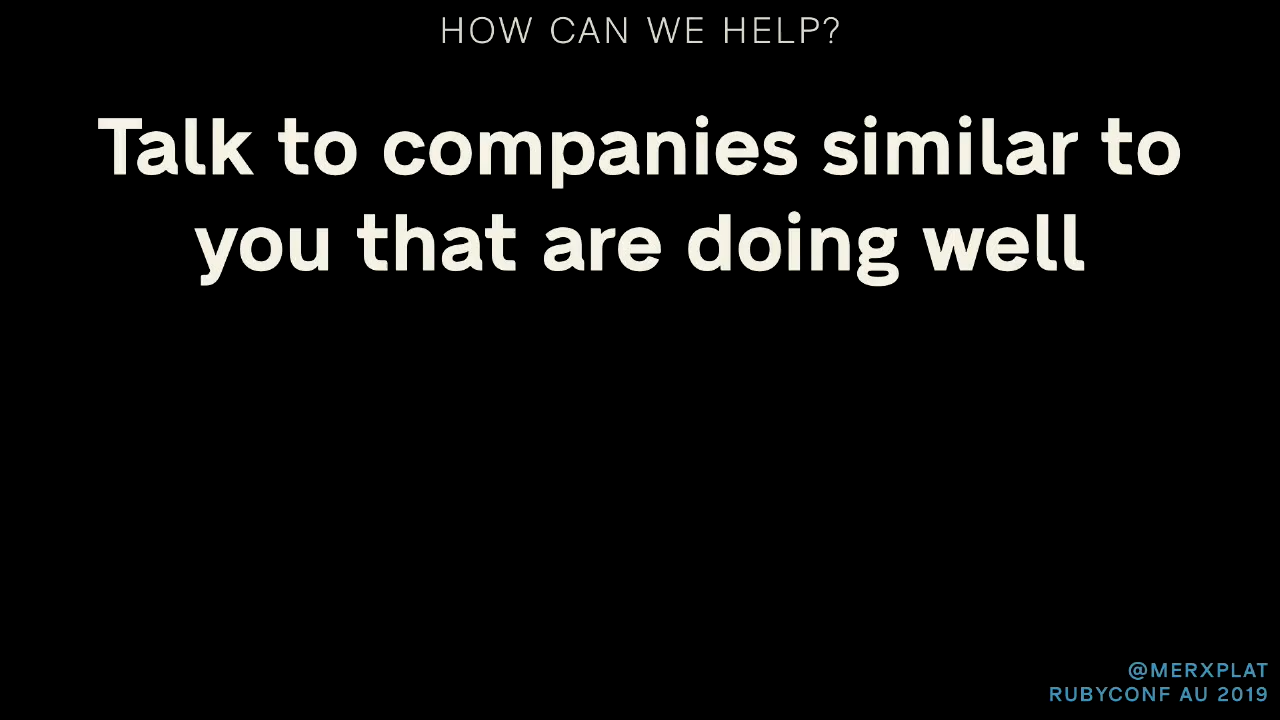 HOW CAN WE HELP?
Talk to companies similar to
you that are doing well
@MERXPLAT
RUBYCONF AU 2019